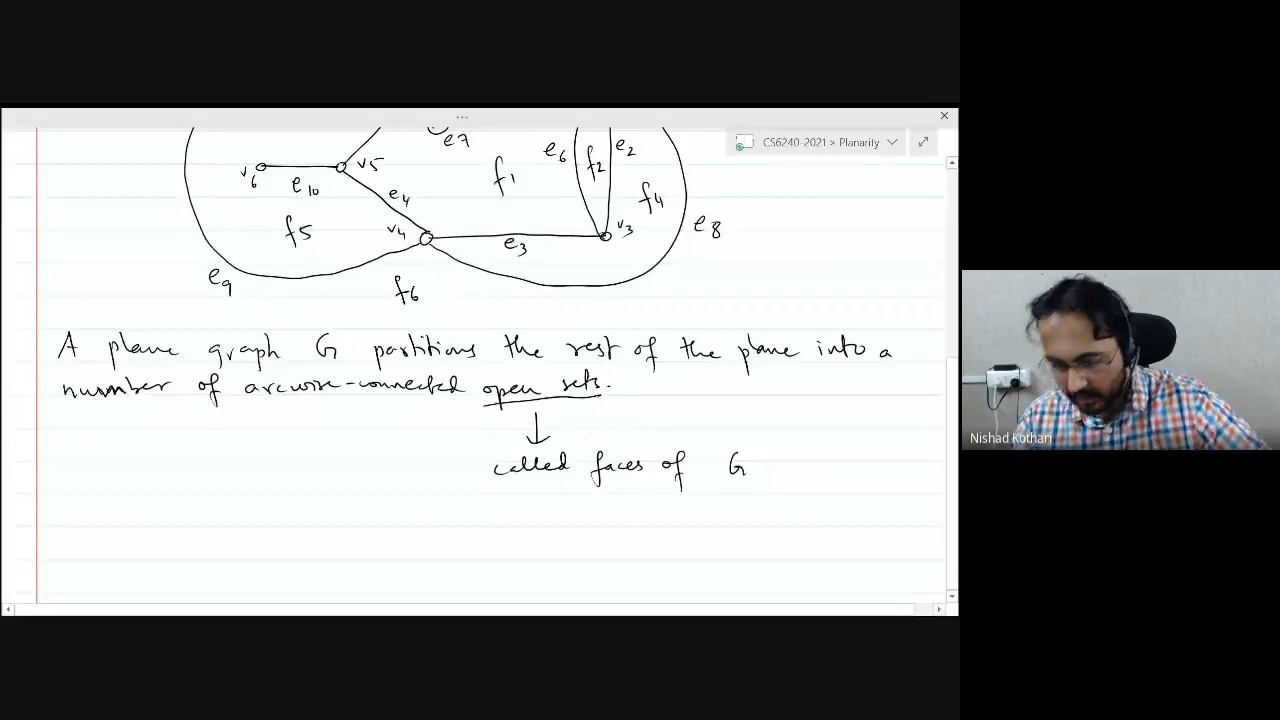 CS6240-2021 > Planarity
e7
e6 f2 e2
v6 e10 v5
f1
e4
f4
f5 v4 v3
e3 e8
e9
f6
A plane graph G partitions the rest of the plane into a
number of arcwise-connected open sets.
called faces of G
Nishad Kothari